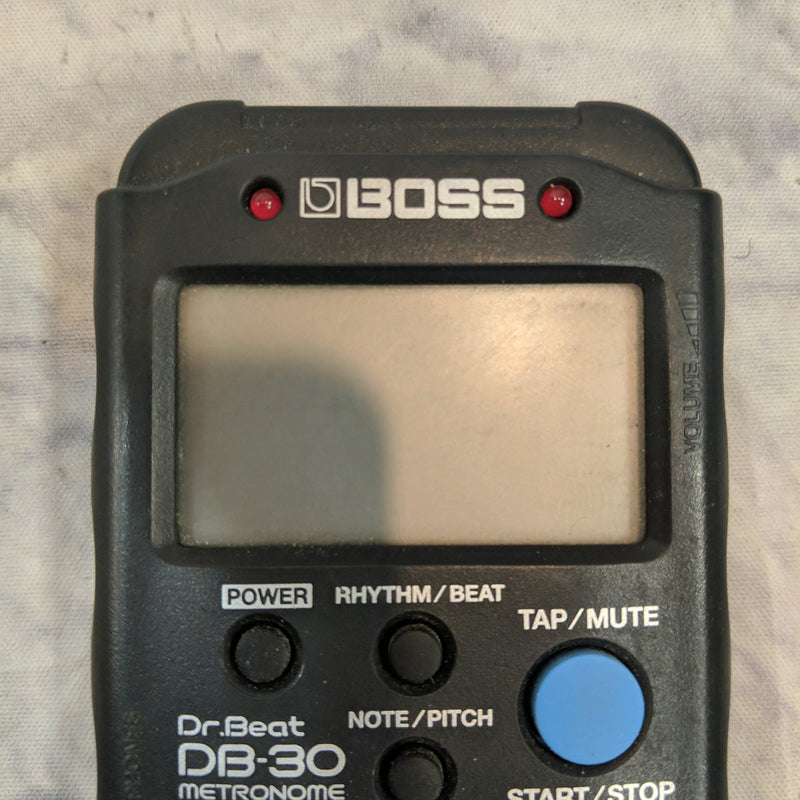 BOSS
VOLUME
POWER
RHYTHM/BEAT
TAP/MUTE
Dr.Beat
DB-30
METRONOME
NOTE/PITCH
START/STOP